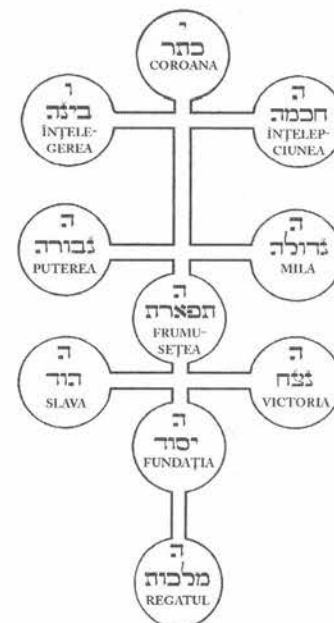 י
כתר
COROANA
ו
בינה
ÎNȚELE-
GEREA
ה
חכמה
ÎNȚELEP-
CIUNEA
ה
גבורה
PUTEREA
ה
גדולה
MILA
ה
תפארת
FRUMU-
SEȚEA
ה
הוד
SLAVA
ה
נצח
VICTORIA
ה
יסוד
FUNDAȚIA
ה
מלכות
REGATUL